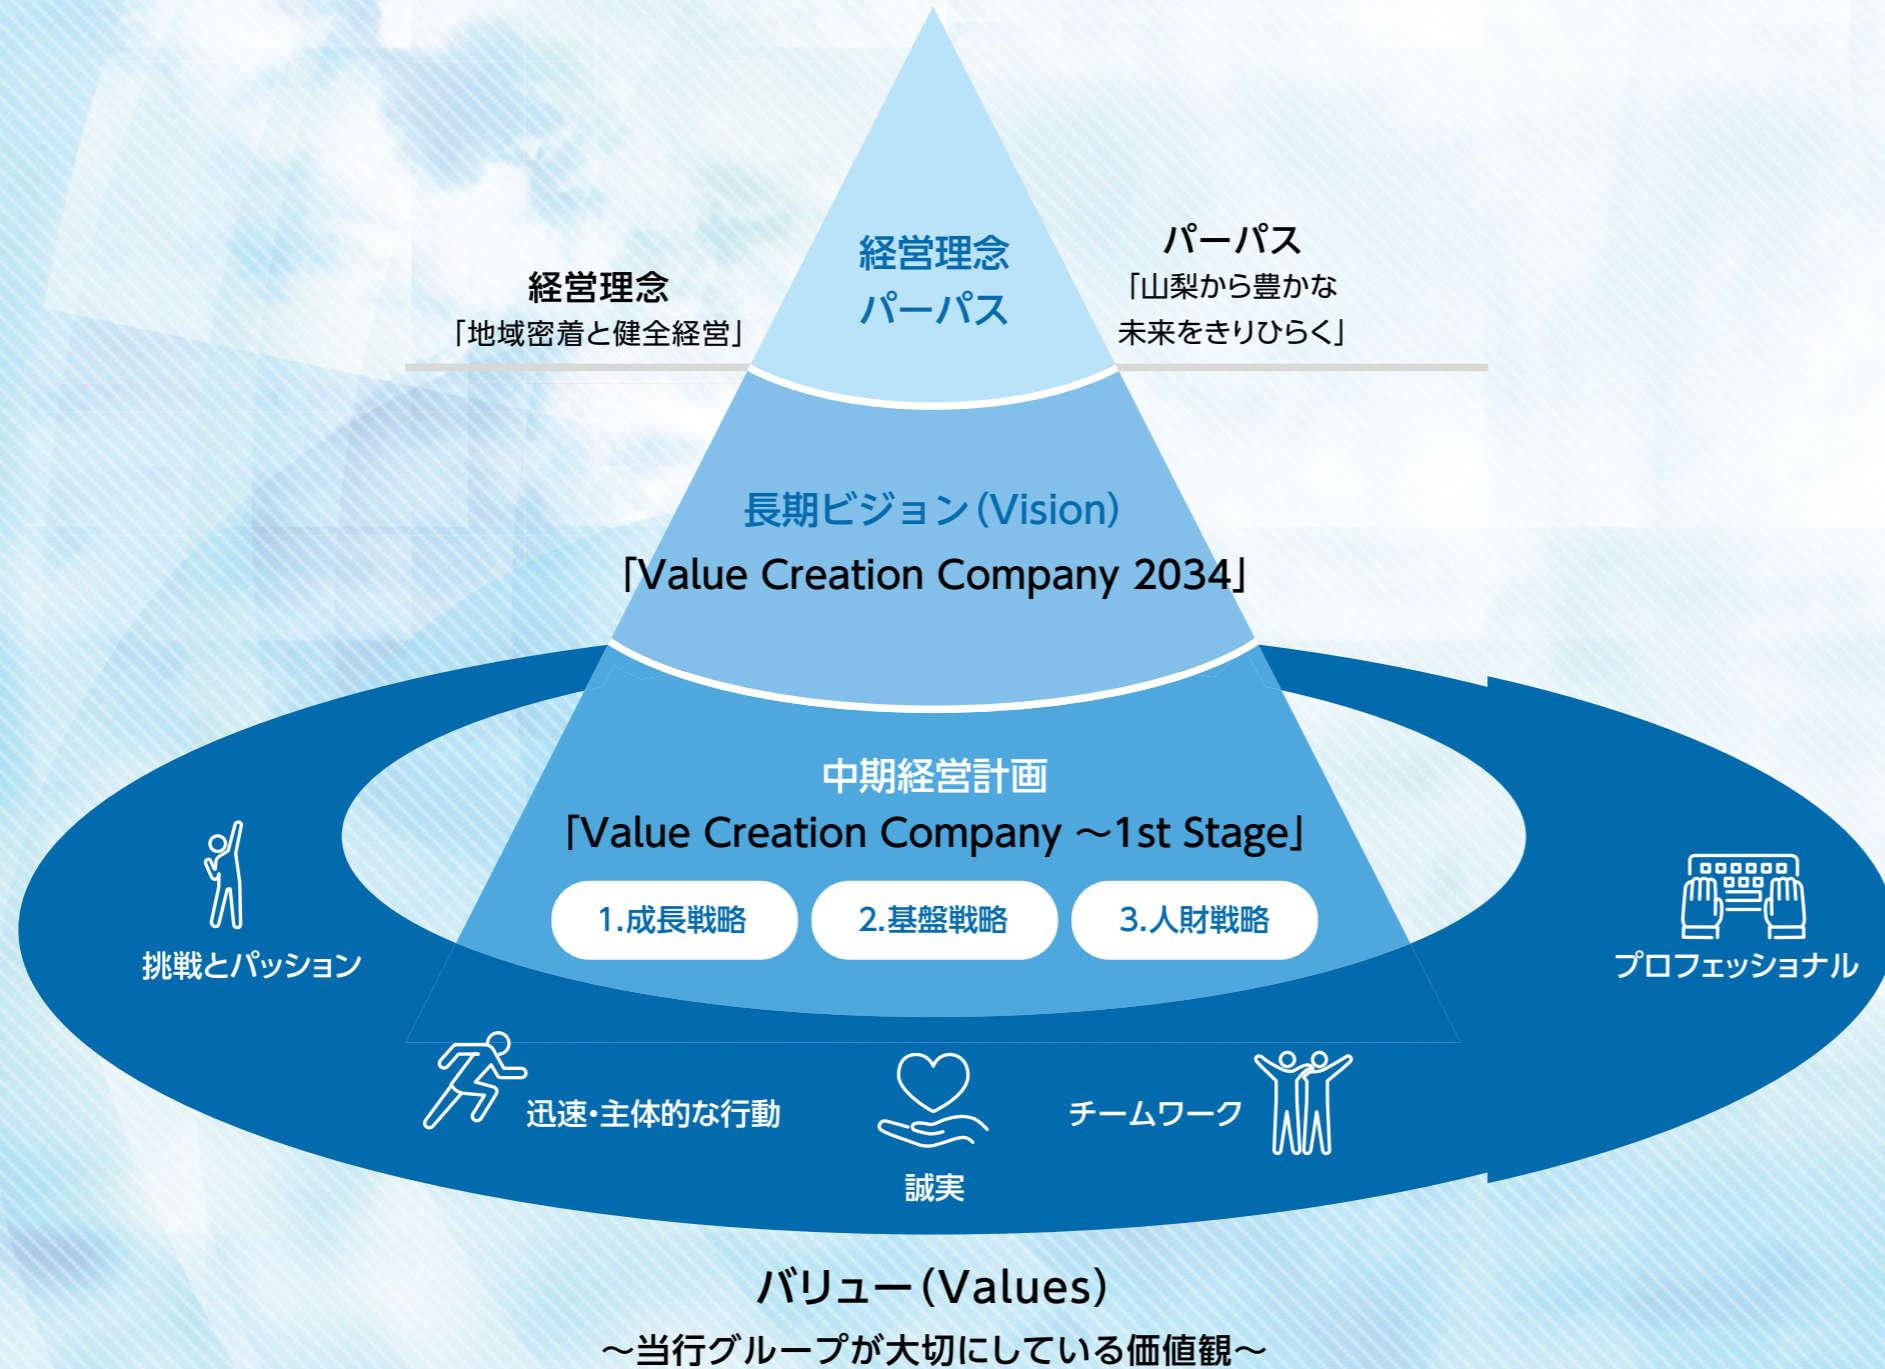 経営理念
「地域密着と健全経営」
経営理念
パーパス
パーパス
「山梨から豊かな
未来をきりひらく」
長期ビジョン(Vision)
「Value Creation Company 2034」
中期経営計画
「Value Creation Company ～1st Stage」
1.成長戦略
2.基盤戦略
3.人財戦略
挑戦とパッション
迅速・主体的な行動
誠実
チームワーク
プロフェッショナル
バリュー(Values)
～当行グループが大切にしている価値観～